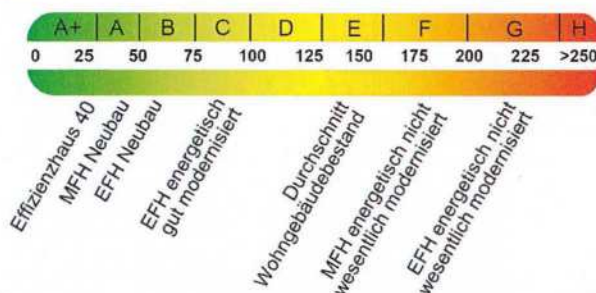 A+ A B C D E F G H
0 25 50 75 100 125 150 175 200 225 >250
Effizienzhaus 40
MFH Neubau
EFH Neubau
EFH energetisch
gut modernisiert
Durchschnitt
Wohngebäudebestand
MFH energetisch nicht
wesentlich modernisiert
EFH energetisch nicht
wesentlich modernisiert